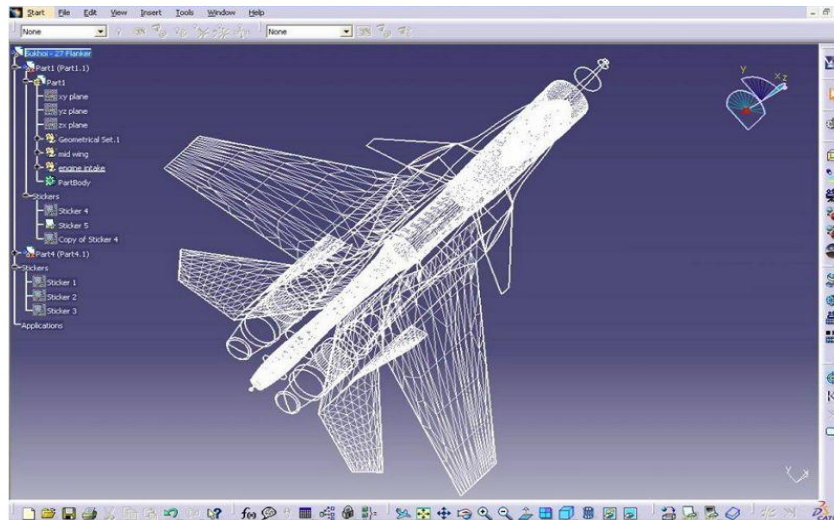 Start File Edit View Insert Tools Window Help
None None
Sukhoi - 27 Flanker
Part1 (Part1.1)
Part1
xy plane
yz plane
zx plane
Geometrical Set.1
mid wing
engine intake
PartBody
Stickers
Sticker 4
Sticker 5
Copy of Sticker 4
Part4 (Part4.1)
Stickers
Sticker 1
Sticker 2
Sticker 3
Applications
Y X Z
f(x)